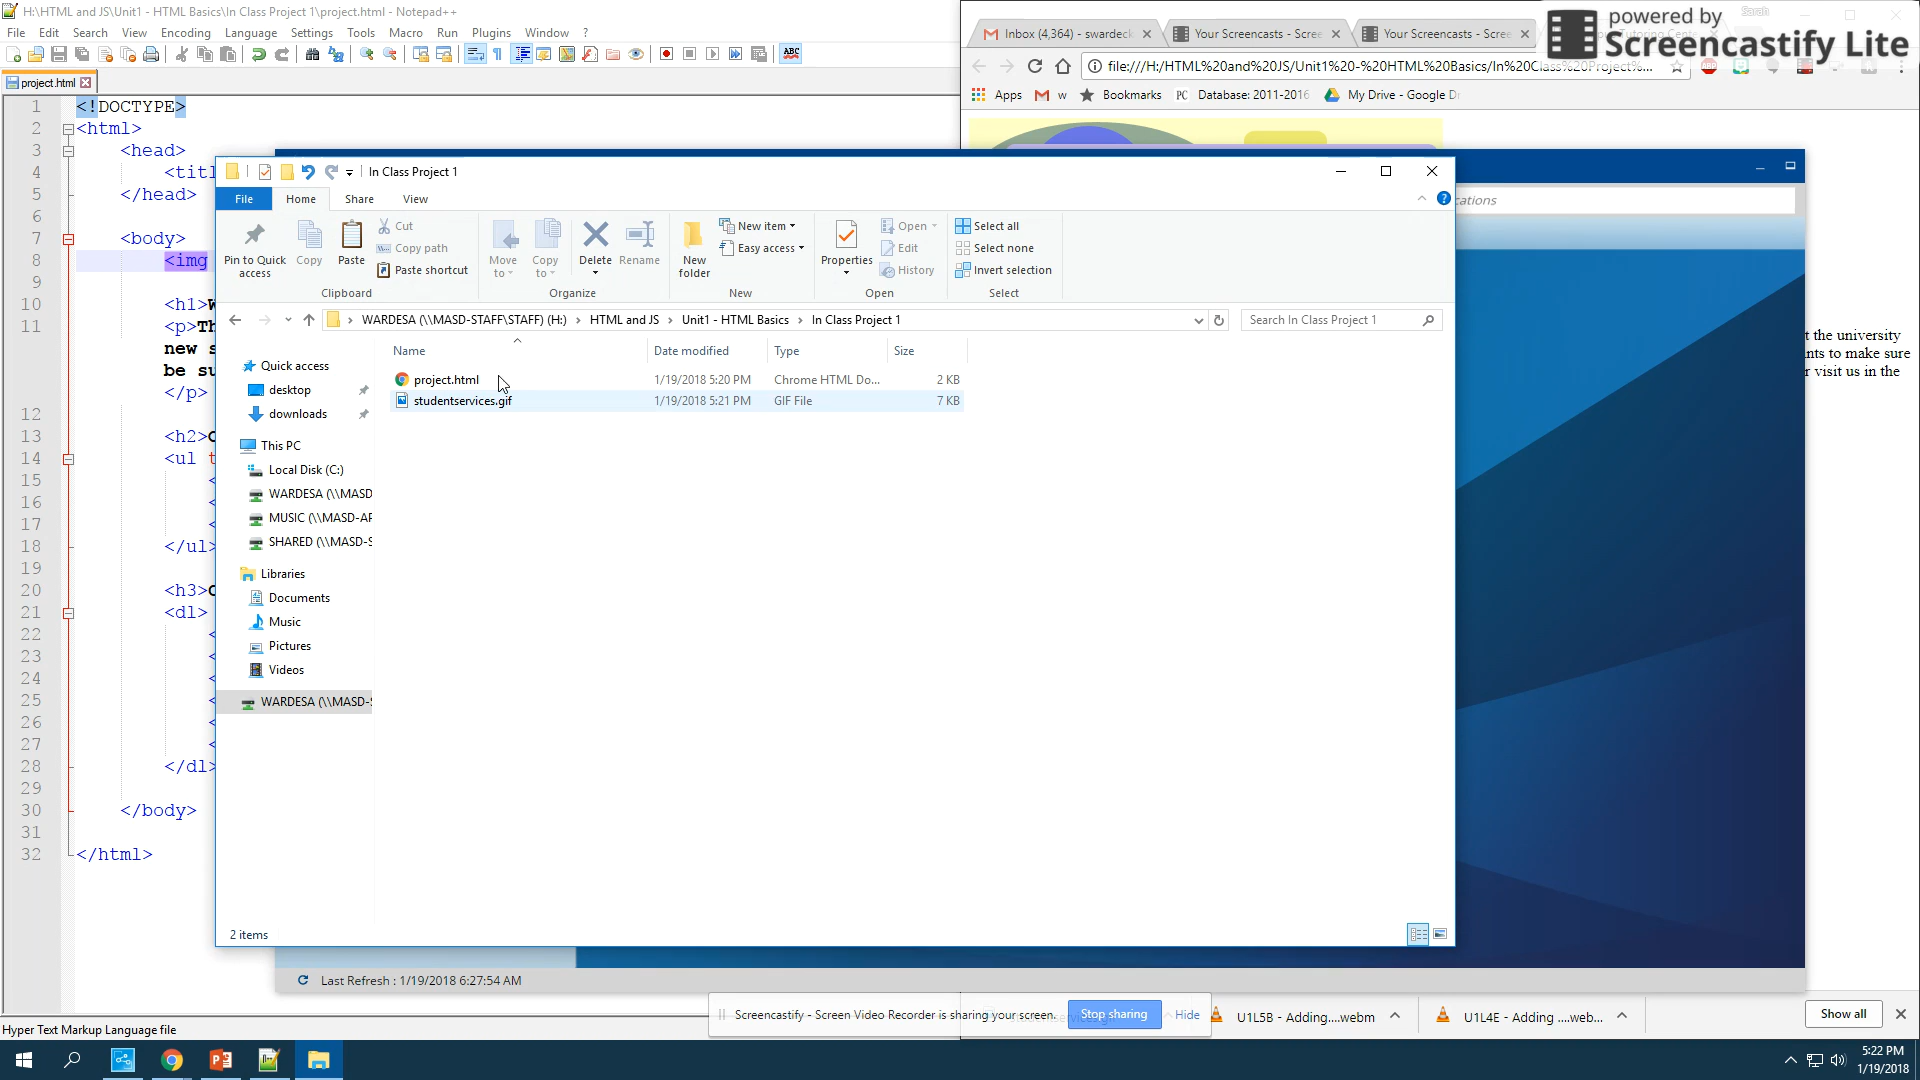 H:\HTML and JS\Unit1 - HTML Basics\In Class Project 1\project.html - Notepad++
File Edit Search View Encoding Language Settings Tools Macro Run Plugins Window ?
project.html
1 <!DOCTYPE>
2 <html>
3 <head>
4 <titl
5 </head>
6
7 <body>
8 <img
9
10 <h1>W
11 <p>Th
new s
be su
</p>
12
13 <h2>C
14 <ul t
15 <
16 <
17 <
18 </ul>
19
20 <h3>C
21 <dl>
22 <
23 <
24 <
25 <
26 <
27 <
28 </dl>
29
30 </body>
31
32 </html>
Hyper Text Markup Language file
powered by
Screencastify Lite
Sarah
Inbox (4,364) - swardeck
Your Screencasts - Scree
Your Screencasts - Scree
file:///H:/HTML%20and%20JS/Unit1%20-%20HTML%20Basics/In%20Class%20Project%...
Apps w Bookmarks PC Database: 2011-2016 My Drive - Google Dr
cations
t the university
nts to make sure
r visit us in the
In Class Project 1
File Home Share View
Pin to Quick access
Copy
Paste
Cut
Copy path
Paste shortcut
Clipboard
Move to
Copy to
Delete
Rename
Organize
New folder
New item
Easy access
New
Properties
Open
Edit
History
Open
Select all
Select none
Invert selection
Select
WARDESA (\\MASD-STAFF\STAFF) (H:) > HTML and JS > Unit1 - HTML Basics > In Class Project 1
Search In Class Project 1
Name Date modified Type Size
project.html 1/19/2018 5:20 PM Chrome HTML Do... 2 KB
studentservices.gif 1/19/2018 5:21 PM GIF File 7 KB
Quick access
desktop
downloads
This PC
Local Disk (C:)
WARDESA (\\MASD
MUSIC (\\MASD-AP
SHARED (\\MASD-S
Libraries
Documents
Music
Pictures
Videos
WARDESA (\\MASD-S
2 items
Last Refresh : 1/19/2018 6:27:54 AM
Screencastify - Screen Video Recorder is sharing your screen.
Stop sharing
Hide
U1L5B - Adding....webm
U1L4E - Adding ....web...
Show all
5:22 PM
1/19/2018